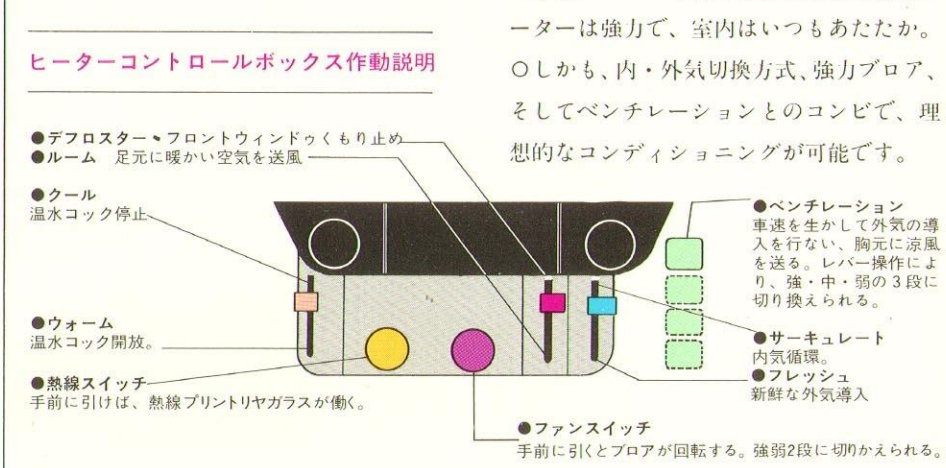 ーターは強力で、室内はいつもあたたか。
○しかも、内・外気切換方式、強力ブロア、
そしてベンチレーションとのコンビで、理
想的なコンディショニングが可能です。
ヒーターコントロールボックス作動説明
●デフロスター・フロントウィンドゥくもり止め
●ルーム 足元に暖かい空気を送風
●クール
温水コック停止
●ウォーム
温水コック開放。
●熱線スイッチ
手前に引けば、熱線プリントリヤガラスが働く。
●ベンチレーション
車速を生かして外気の導
入を行ない、胸元に涼風
を送る。レバー操作によ
り、強・中・弱の3段に
切り換えられる。
●サーキュレート
内気循環。
●フレッシュ
新鮮な外気導入
●ファンスイッチ
手前に引くとブロアが回転する。強弱2段に切りかえられる。